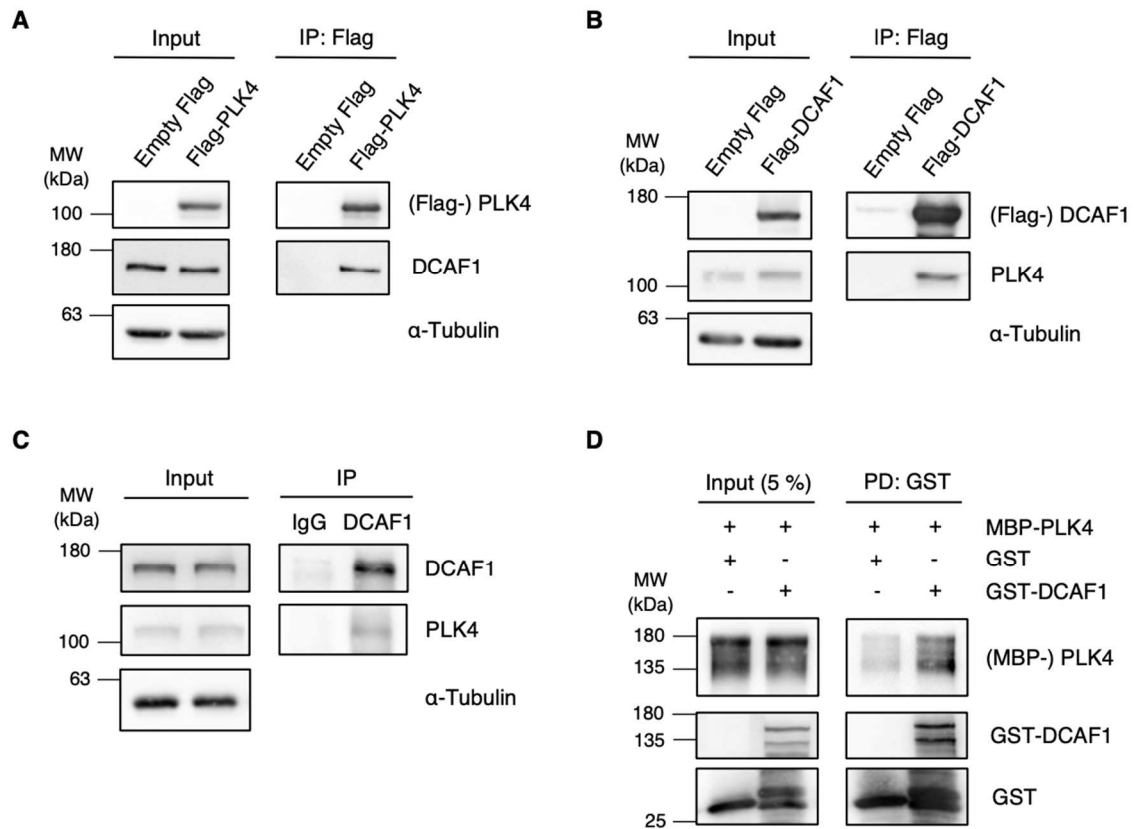 A
Input
IP: Flag
Empty Flag
Flag-PLK4
Empty Flag
Flag-PLK4
MW
(kDa)
100
(Flag-) PLK4
180
DCAF1
63
α-Tubulin
B
Input
IP: Flag
Empty Flag
Flag-DCAF1
Empty Flag
Flag-DCAF1
MW
(kDa)
180
(Flag-) DCAF1
100
PLK4
63
α-Tubulin
C
Input
IP
MW
(kDa)
IgG DCAF1
180
DCAF1
100
PLK4
63
α-Tubulin
D
Input (5 %)
PD: GST
+ + + + MBP-PLK4
+ - + - GST
- + - + GST-DCAF1
MW
(kDa)
180
135
(MBP-) PLK4
180
135
GST-DCAF1
GST
25